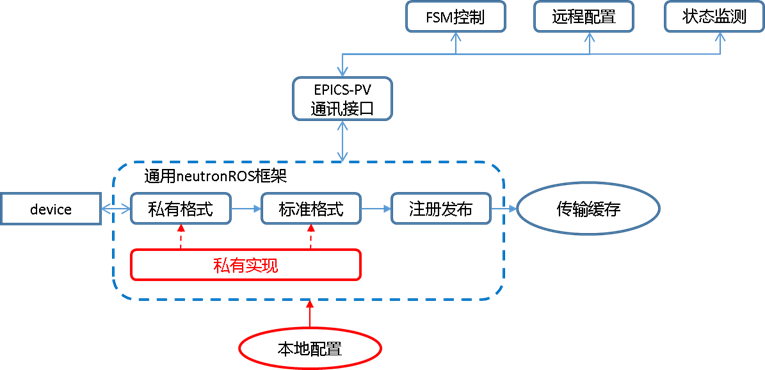 FSM控制
远程配置
状态监测
EPICS-PV
通讯接口
通用neutronROS框架
device
私有格式
标准格式
注册发布
传输缓存
私有实现
本地配置